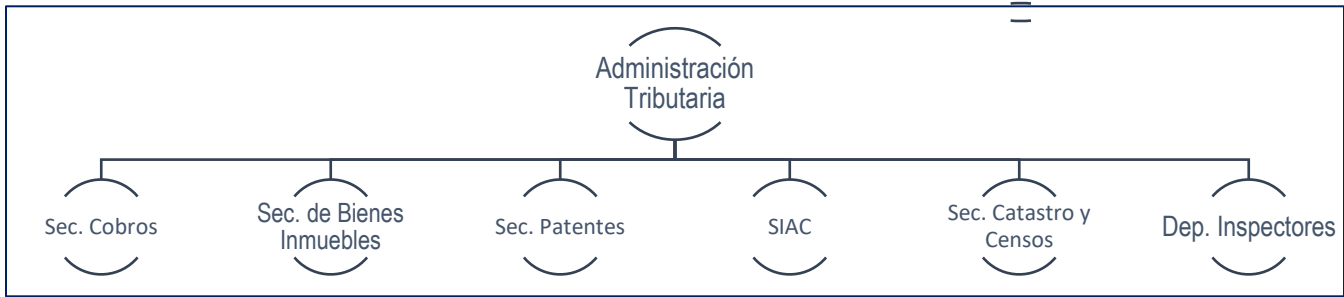 Administración
Tributaria
Sec. Cobros
Sec. de Bienes
Inmuebles
Sec. Patentes
SIAC
Sec. Catastro y
Censos
Dep. Inspectores